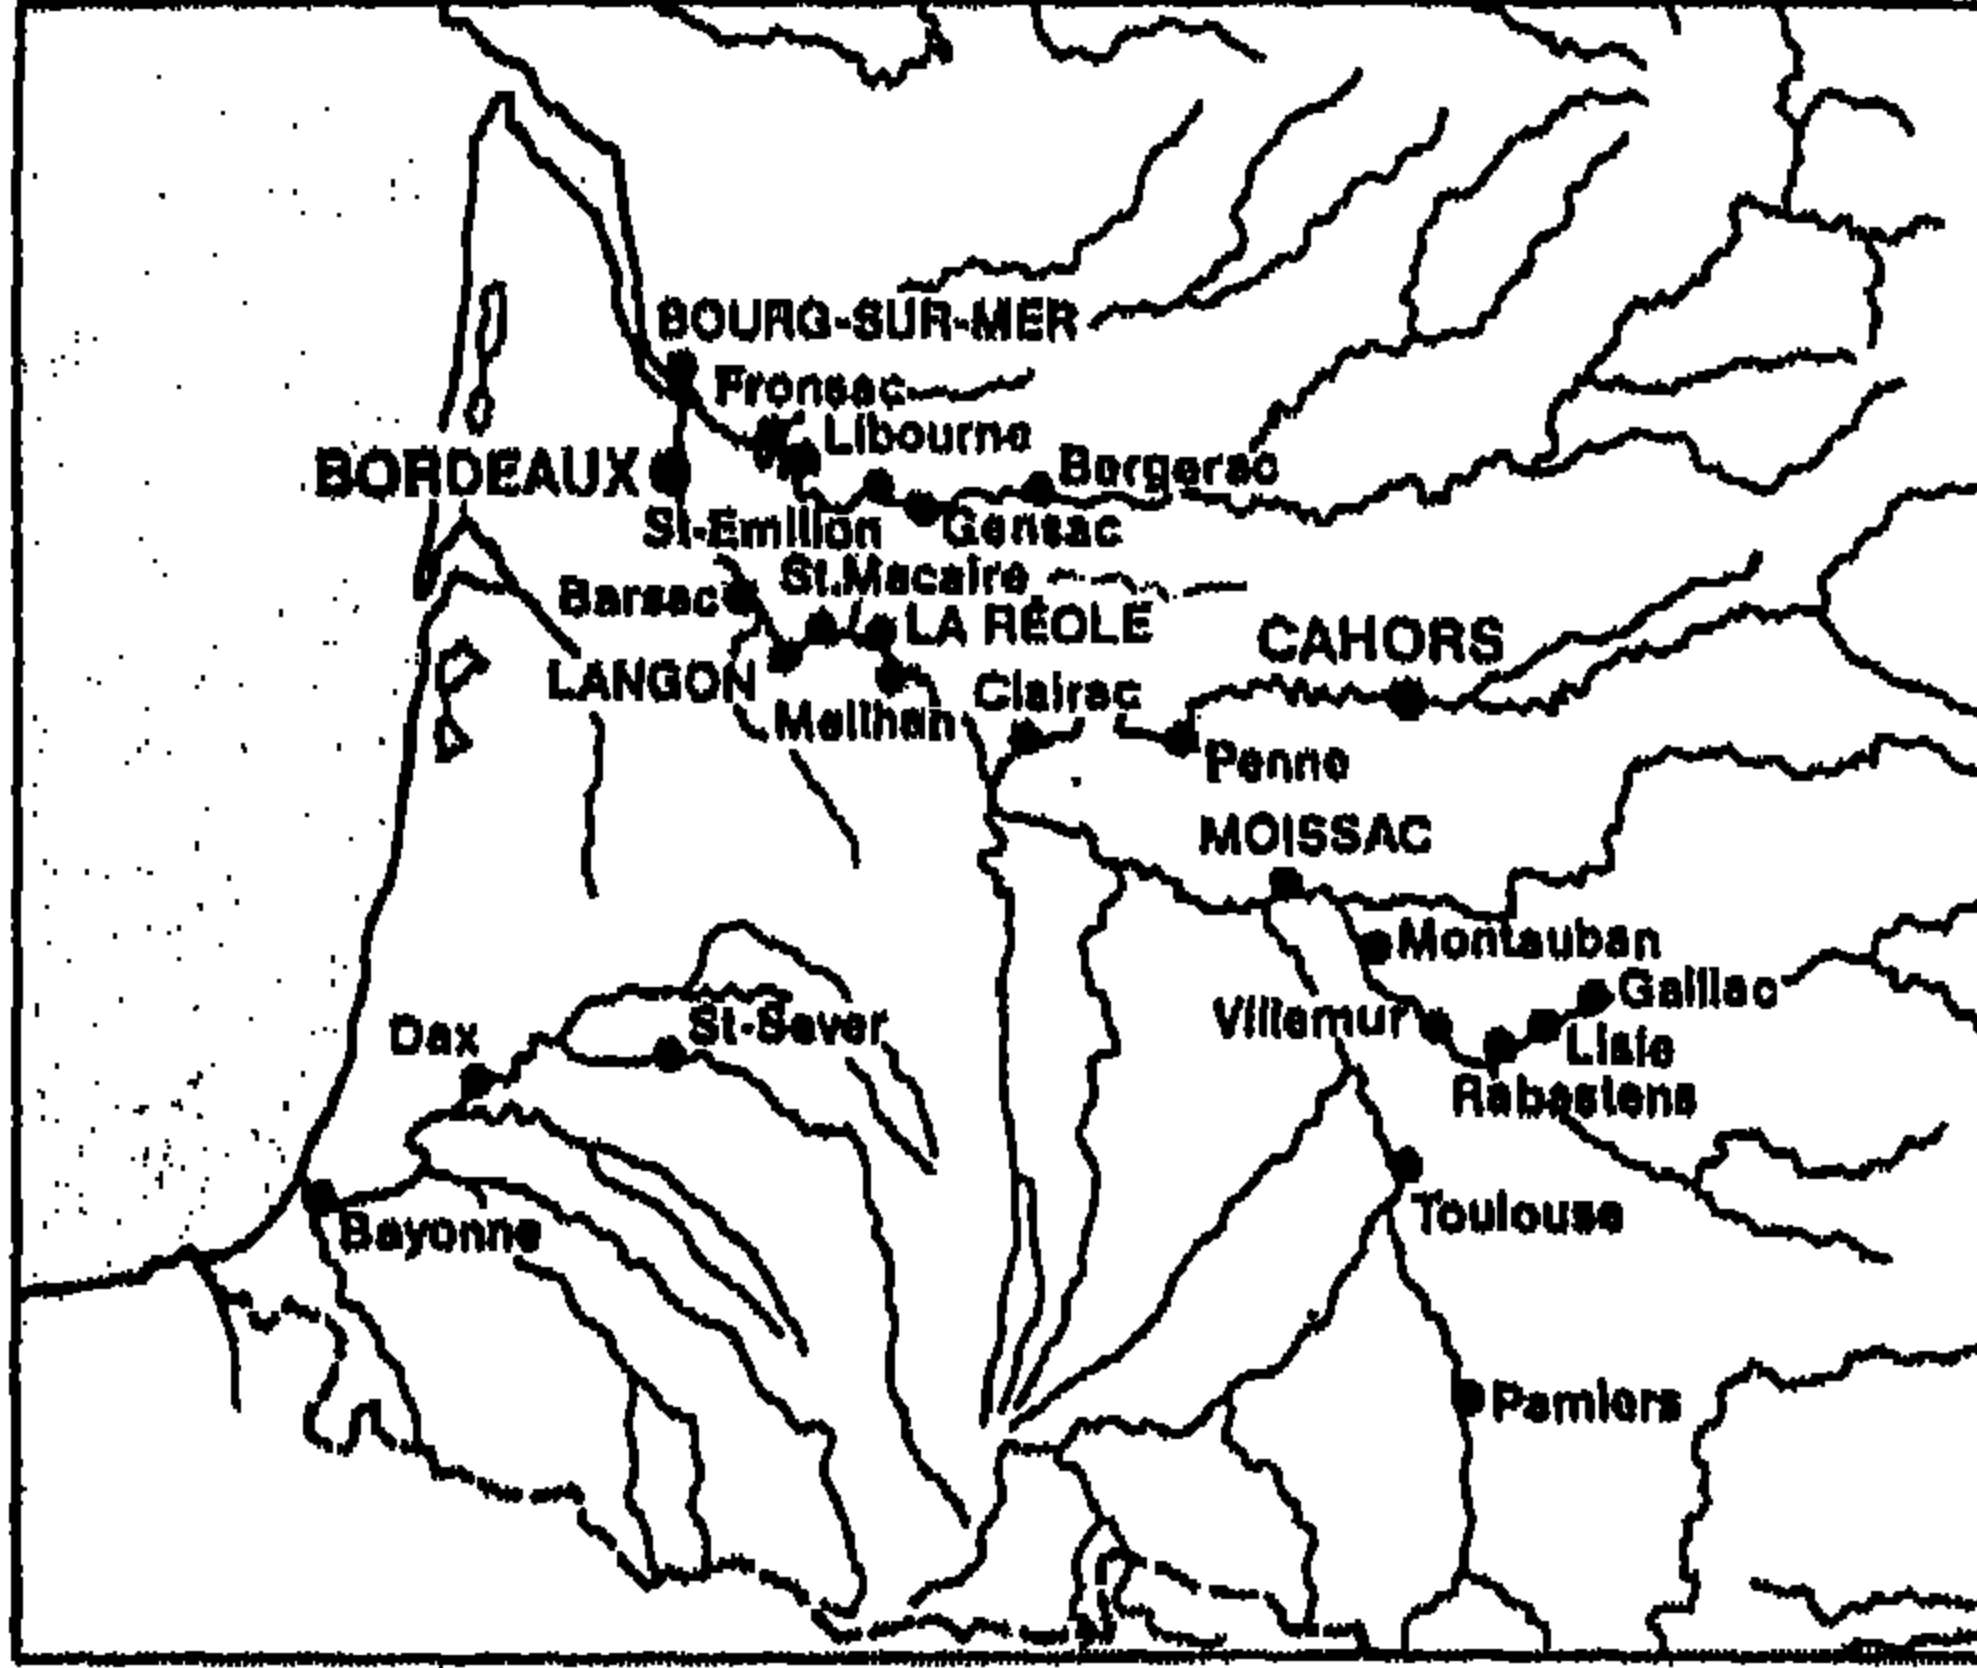 BOURG-SUR-MER
Fronsac
Libourne
BORDEAUX
Bergerac
St-Emilion
Gensac
St.Macaire
Barsac
LA RÉOLE
CAHORS
LANGON
Clairac
Meilhan
Penne
MOISSAC
Montauban
Gaillac
Villemur
St-Sever
Dax
Lisle
Rabastens
Toulouse
Bayonne
Pamiers